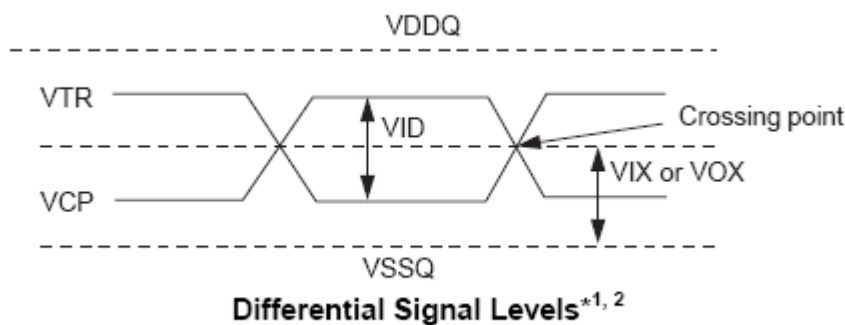 VDDQ
VTR
VID
Crossing point
VIX or VOX
VCP
VSSQ
Differential Signal Levels*1, 2